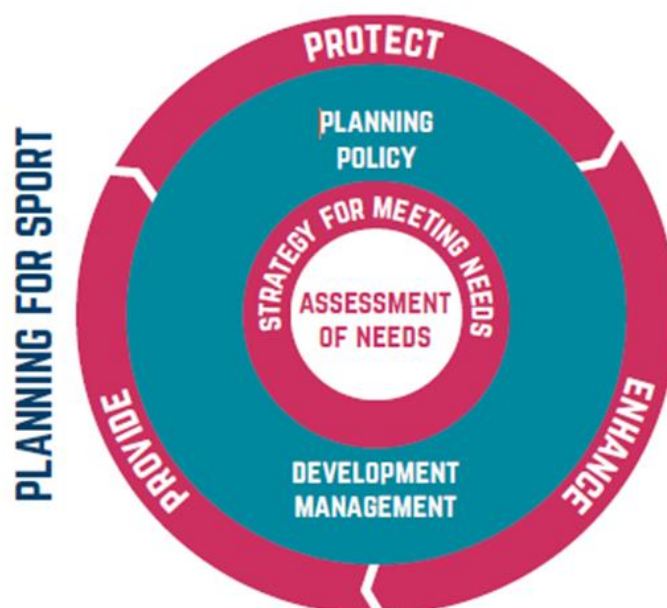 PLANNING FOR SPORT
PROTECT
PLANNING
POLICY
STRATEGY FOR MEETING NEEDS
ASSESSMENT
OF NEEDS
PROVIDE
ENHANCE
DEVELOPMENT
MANAGEMENT